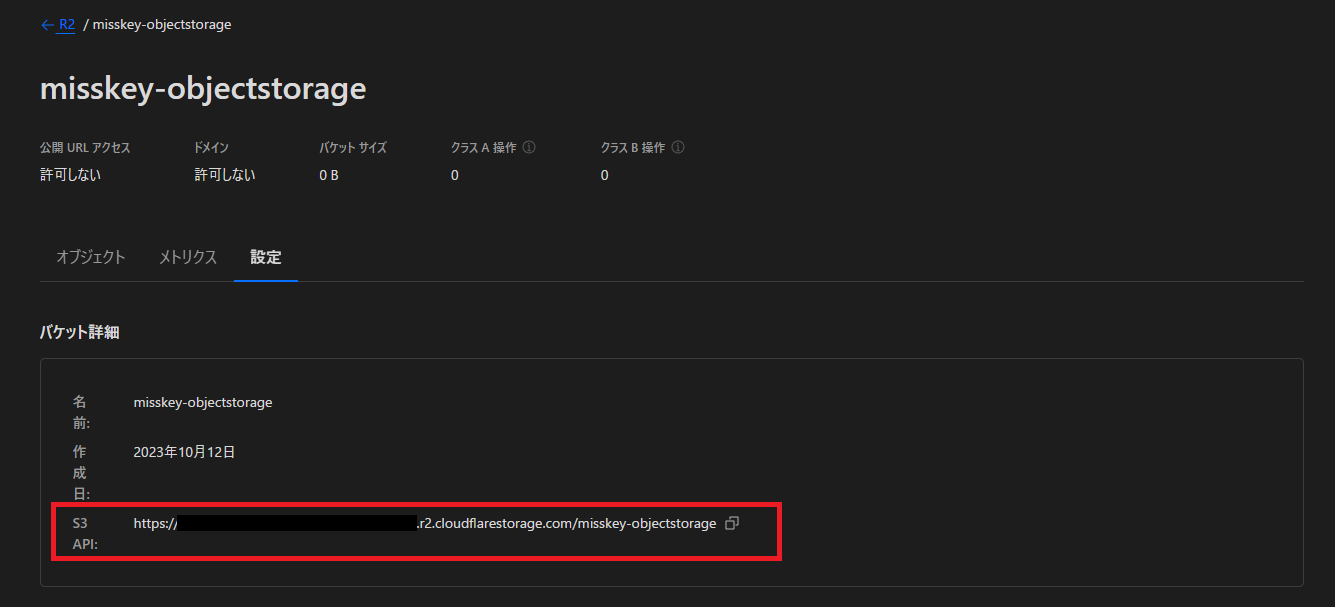 ← R2 / misskey-objectstorage
misskey-objectstorage
公開 URL アクセス ドメイン バケット サイズ クラス A 操作 クラス B 操作
許可しない 許可しない 0 B 0 0
オブジェクト メトリクス 設定
バケット詳細
名前: misskey-objectstorage
作成日: 2023年10月12日
S3 API: https:// .r2.cloudflarestorage.com/misskey-objectstorage